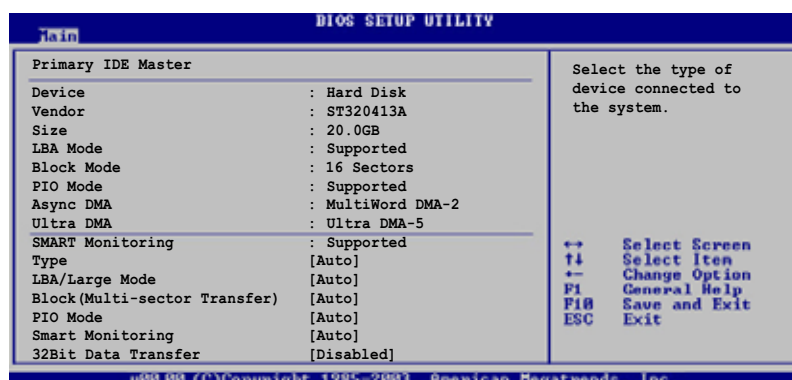 BIOS SETUP UTILITY
Main
Primary IDE Master
Device : Hard Disk
Vendor : ST320413A
Size : 20.0GB
LBA Mode : Supported
Block Mode : 16 Sectors
PIO Mode : Supported
Async DMA : MultiWord DMA-2
Ultra DMA : Ultra DMA-5
SMART Monitoring : Supported
Type [Auto]
LBA/Large Mode [Auto]
Block(Multi-sector Transfer) [Auto]
PIO Mode [Auto]
Smart Monitoring [Auto]
32Bit Data Transfer [Disabled]
Select the type of
device connected to
the system.
↔ Select Screen
↑↓ Select Item
+- Change Option
F1 General Help
F10 Save and Exit
ESC Exit
(C)Copyright 1985-2003, American Megatrends, Inc.